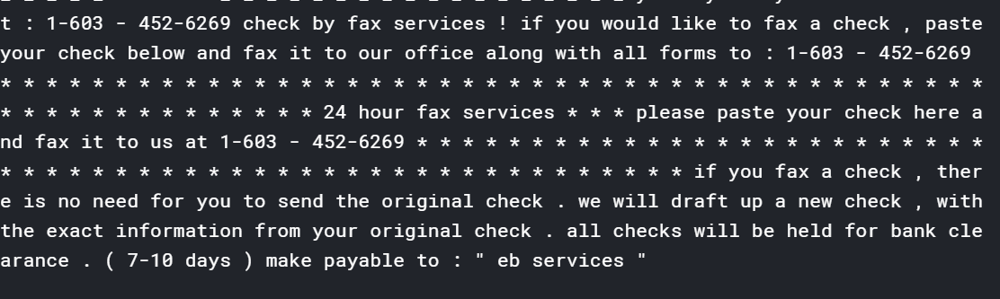 t : 1-603 - 452-6269 check by fax services ! if you would like to fax a check , paste
your check below and fax it to our office along with all forms to : 1-603 - 452-6269
* * * * * * * * * * * * * * * * * * * * * * * * * * * * * * * * * * * * * * * * * * *
* * * * * * * * * * * * * * 24 hour fax services * * * please paste your check here a
nd fax it to us at 1-603 - 452-6269 * * * * * * * * * * * * * * * * * * * * * * * * *
* * * * * * * * * * * * * * * * * * * * * * * * * * * * * * if you fax a check , ther
e is no need for you to send the original check . we will draft up a new check , with
the exact information from your original check . all checks will be held for bank cle
arance . ( 7-10 days ) make payable to : " eb services "